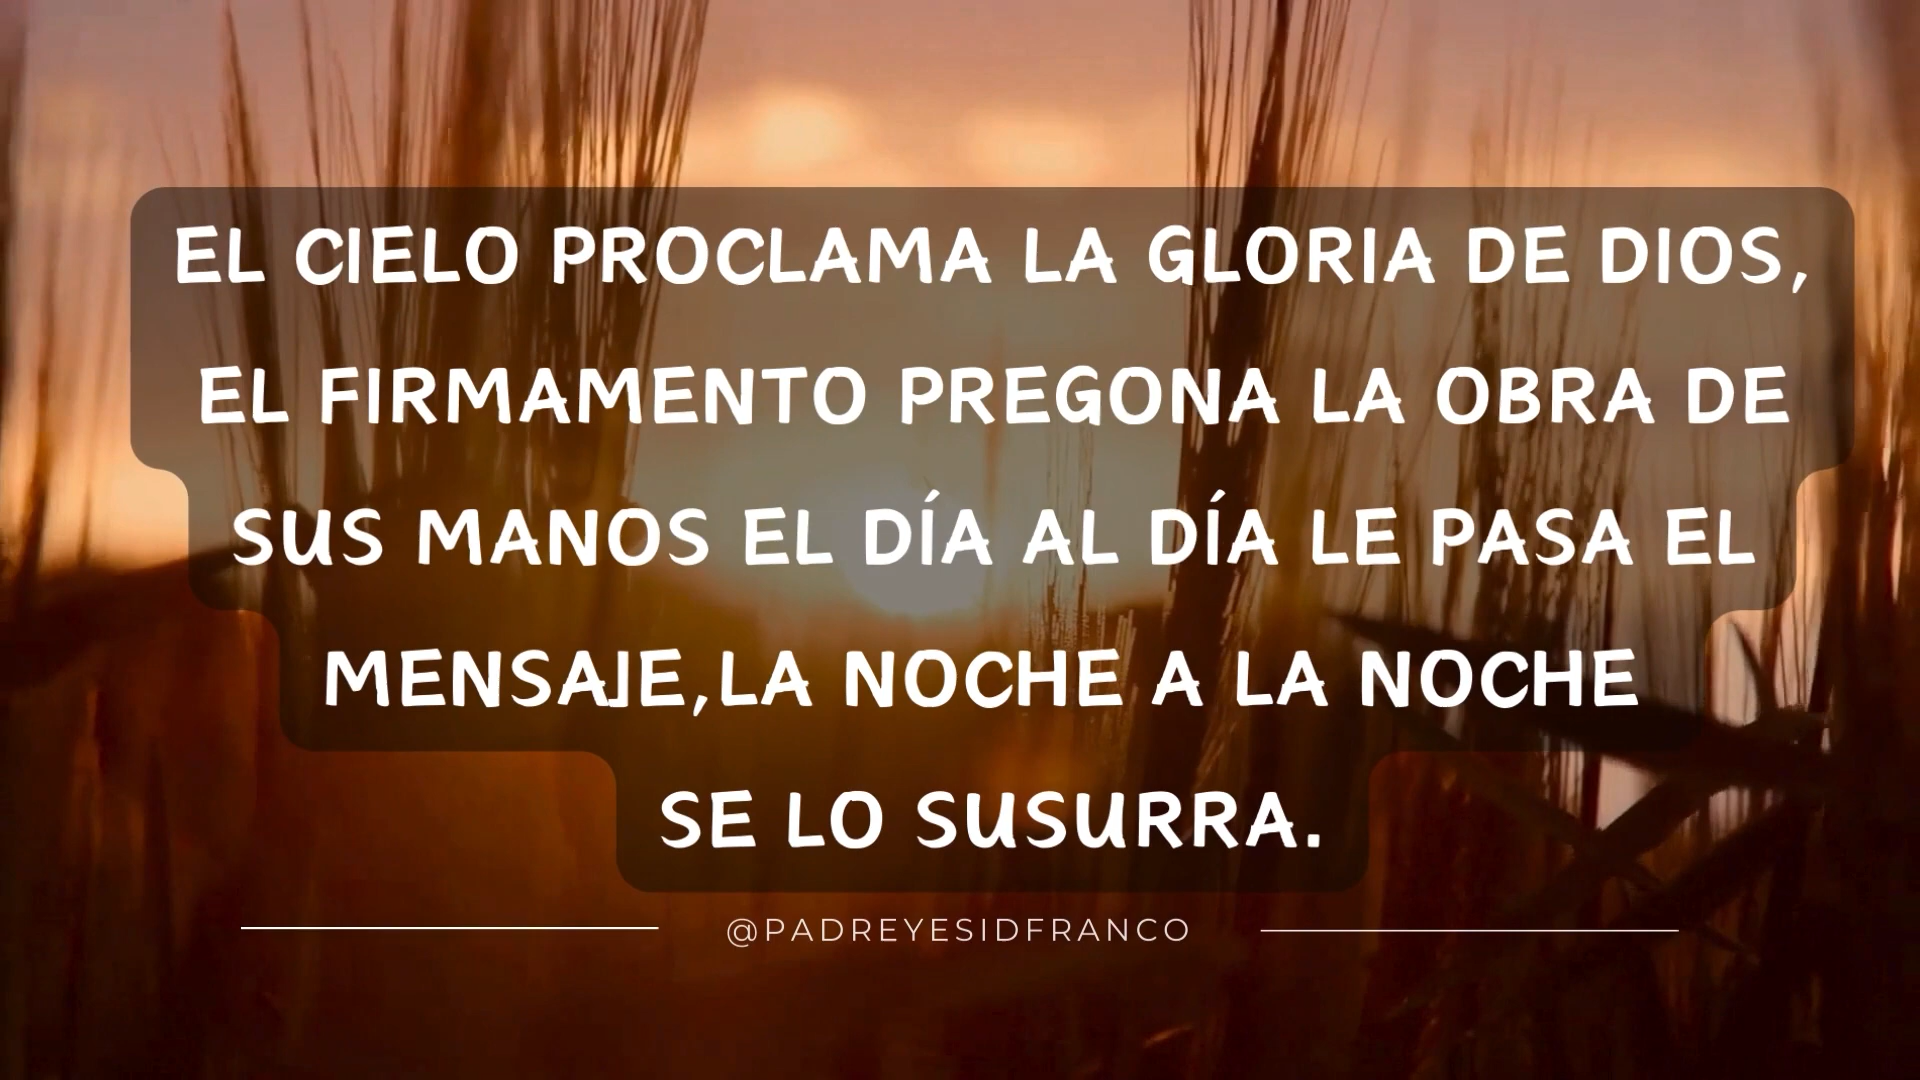 EL CIELO PROCLAMA LA GLORIA DE DIOS,
EL FIRMAMENTO PREGONA LA OBRA DE
SUS MANOS EL DÍA AL DÍA LE PASA EL
MENSAJE,LA NOCHE A LA NOCHE
SE LO SUSURRA.
@PADREYESIDFRANCO